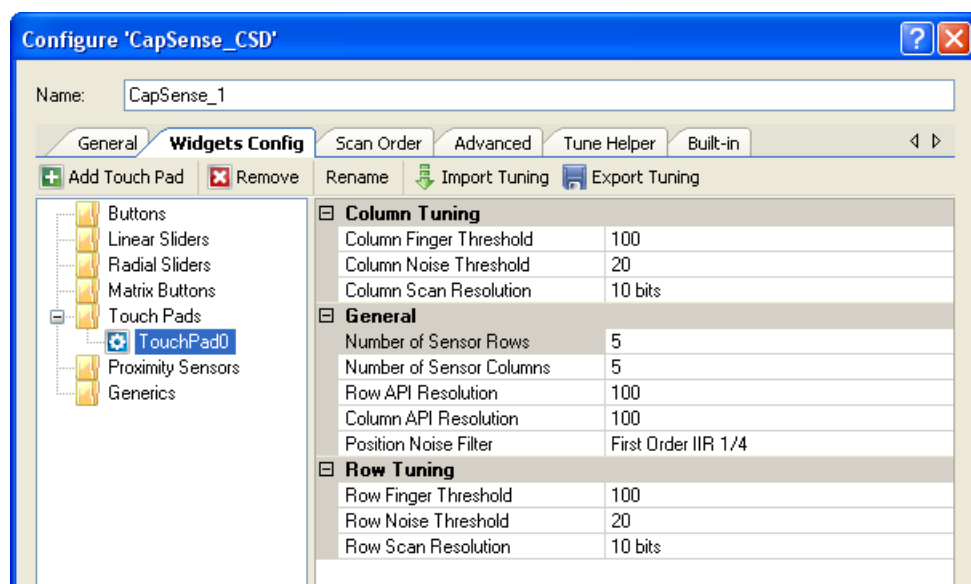 Configure 'CapSense_CSD'
Name: CapSense_1
General Widgets Config Scan Order Advanced Tune Helper Built-in
Add Touch Pad Remove Rename Import Tuning Export Tuning
Buttons
Linear Sliders
Radial Sliders
Matrix Buttons
Touch Pads
TouchPad0
Proximity Sensors
Generics
Column Tuning
Column Finger Threshold 100
Column Noise Threshold 20
Column Scan Resolution 10 bits
General
Number of Sensor Rows 5
Number of Sensor Columns 5
Row API Resolution 100
Column API Resolution 100
Position Noise Filter First Order IIR 1/4
Row Tuning
Row Finger Threshold 100
Row Noise Threshold 20
Row Scan Resolution 10 bits